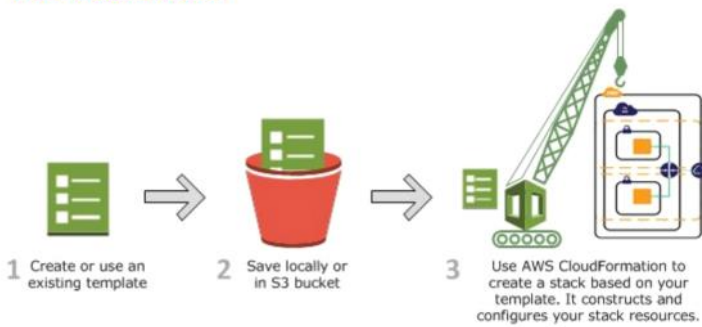 1 Create or use an
existing template
2 Save locally or
in S3 bucket
3 Use AWS CloudFormation to
create a stack based on your
template. It constructs and
configures your stack resources.